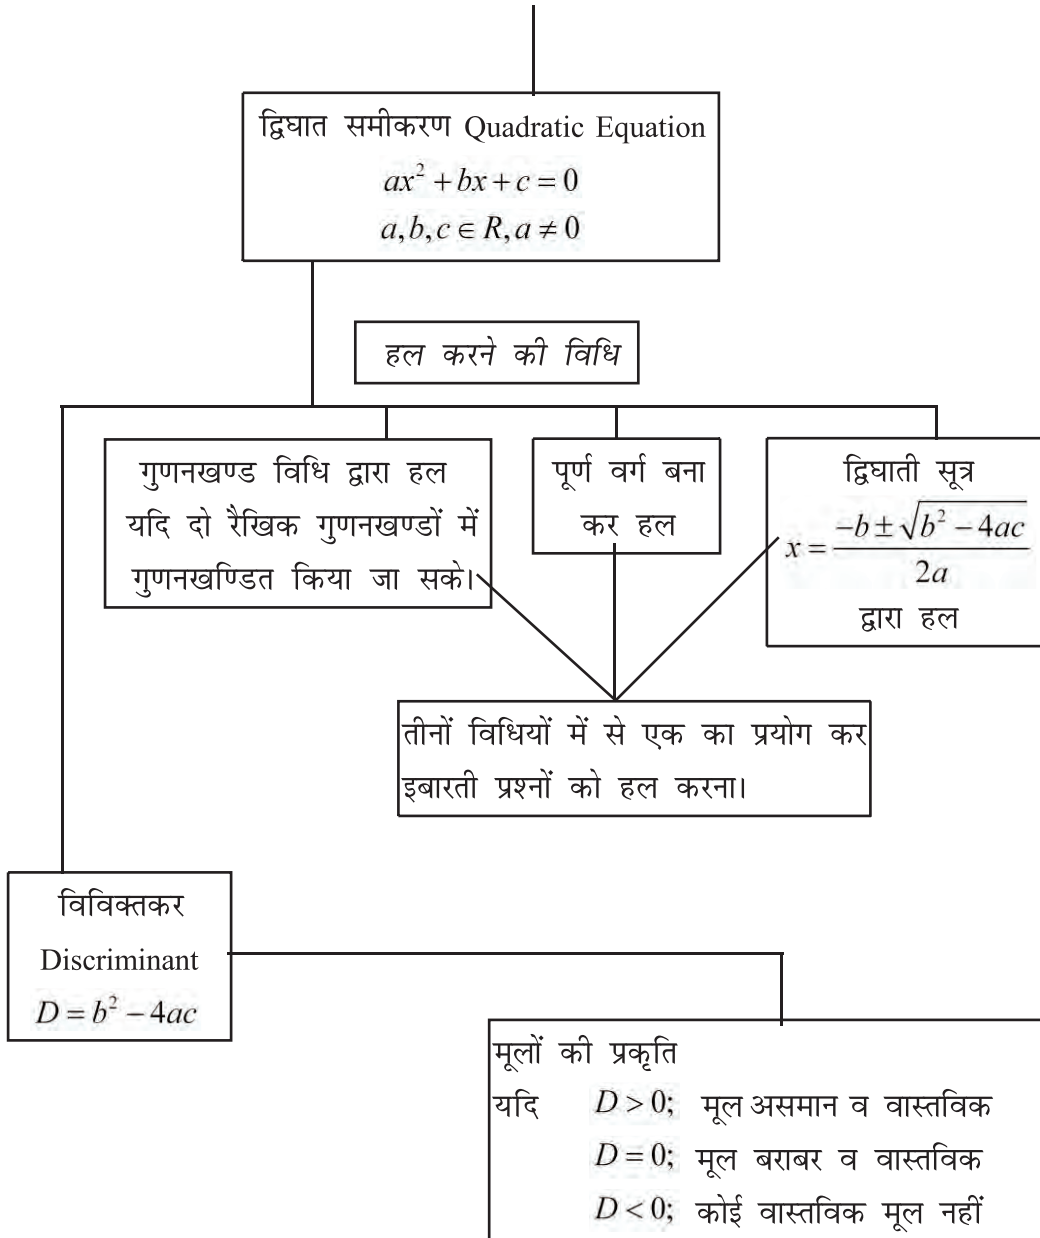 द्विघात समीकरण Quadratic Equation
ax² + bx + c = 0
a, b, c ∈ R, a ≠ 0
हल करने की विधि
गुणनखण्ड विधि द्वारा हल
यदि दो रैखिक गुणनखण्डों में
गुणनखण्डित किया जा सके।
पूर्ण वर्ग बना
कर हल
द्विघाती सूत्र
x = (-b ± √(b² - 4ac)) / 2a
द्वारा हल
तीनों विधियों में से एक का प्रयोग कर
इबारती प्रश्नों को हल करना।
विविक्तकर
Discriminant
D = b² - 4ac
मूलों की प्रकृति
यदि D > 0; मूल असमान व वास्तविक
D = 0; मूल बराबर व वास्तविक
D < 0; कोई वास्तविक मूल नहीं